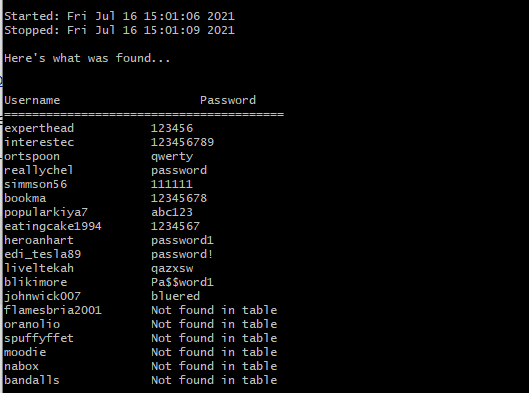 Started: Fri Jul 16 15:01:06 2021
Stopped: Fri Jul 16 15:01:09 2021
Here's what was found...
Username Password
========================================
experthead 123456
interestec 123456789
ortspoon qwerty
reallychel password
simmson56 111111
bookma 12345678
popularkiya7 abc123
eatingcake1994 1234567
heroanhart password1
edi_tesla89 password!
liveltekah qazxsw
blikimore Pa$$word1
johnwick007 bluered
flamesbria2001 Not found in table
oranolio Not found in table
spuffyffet Not found in table
moodie Not found in table
nabox Not found in table
bandalls Not found in table